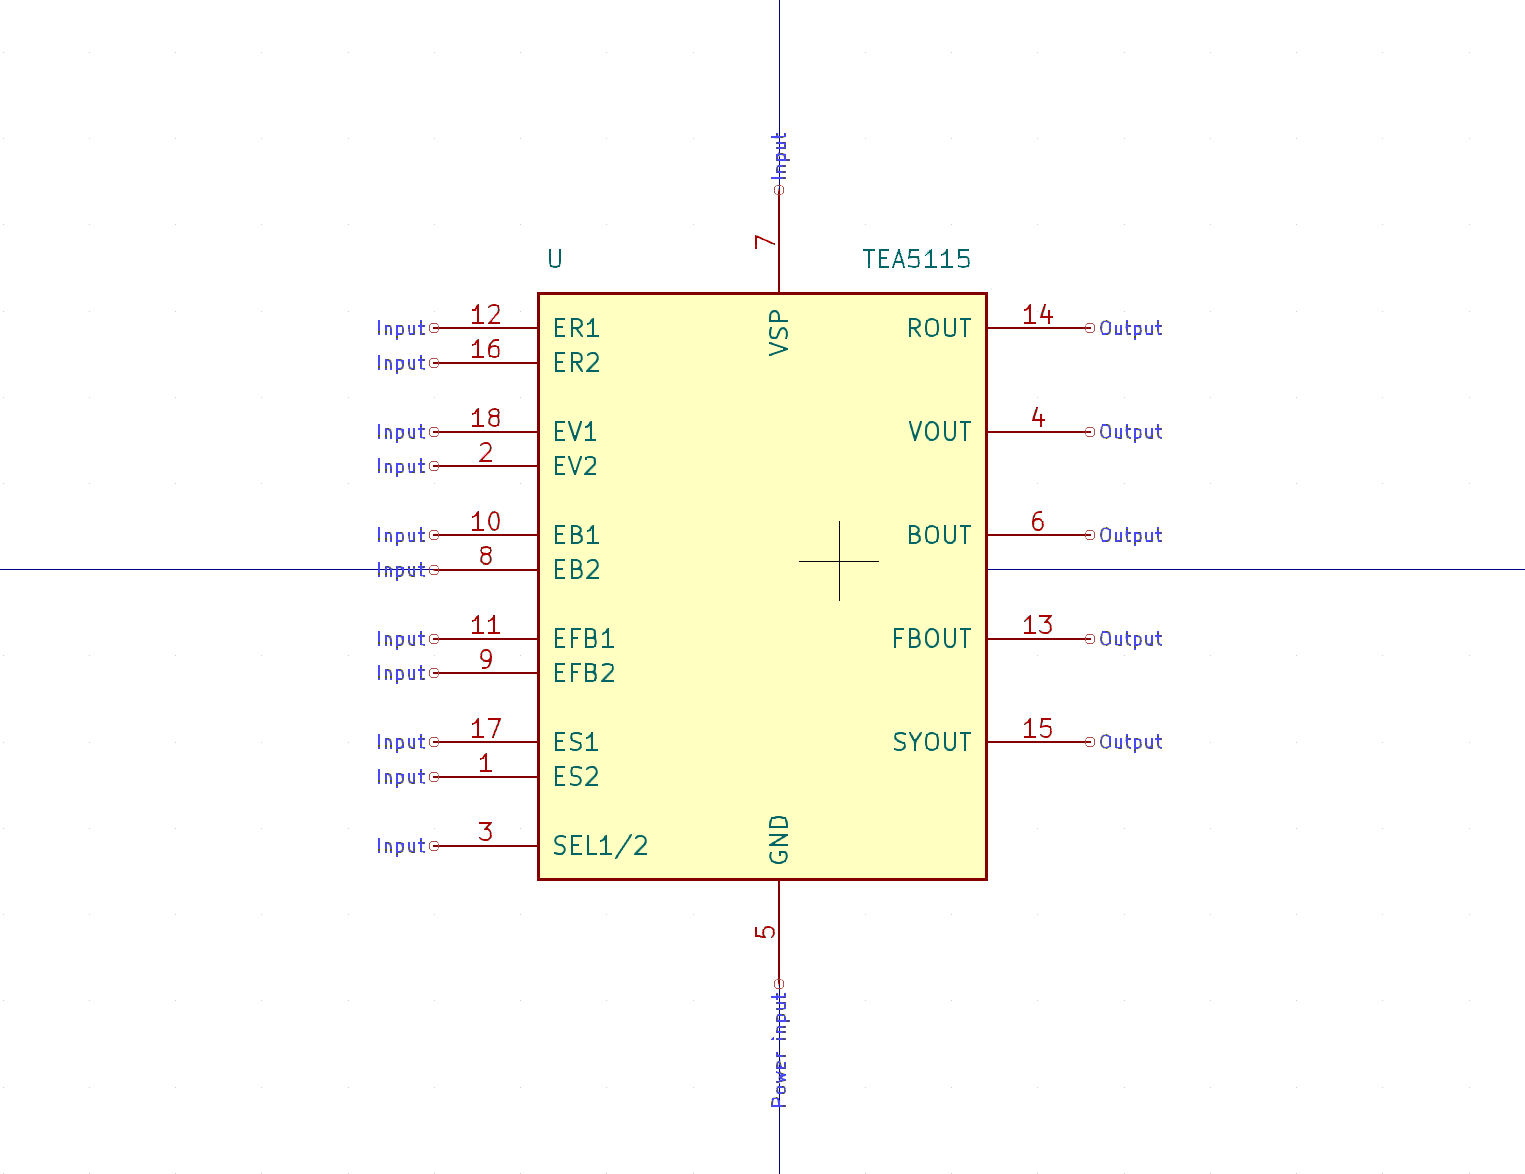 Input
7
U TEA5115
VSP
Input 12 ER1 ROUT 14 Output
Input 16 ER2
Input 18 EV1 VOUT 4 Output
Input 2 EV2
Input 10 EB1 BOUT 6 Output
Input 8 EB2
Input 11 EFB1 FBOUT 13 Output
Input 9 EFB2
Input 17 ES1 SYOUT 15 Output
Input 1 ES2
Input 3 SEL1/2
GND
5
Power input